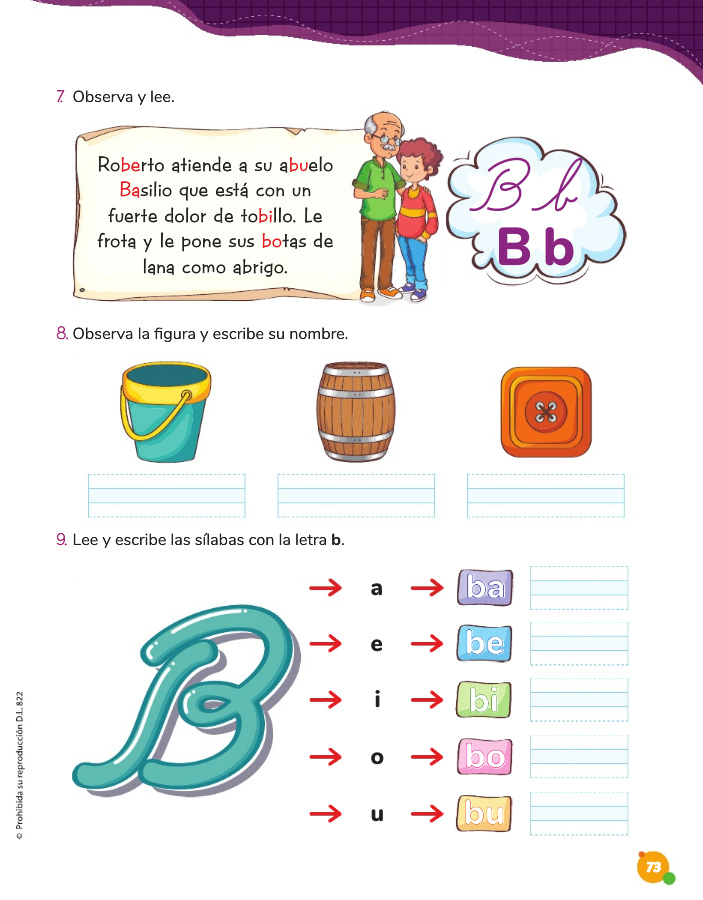 7. Observa y lee.
Roberto atiende a su abuelo
Basilio que está con un
fuerte dolor de tobillo. Le
frota y le pone sus botas de
lana como abrigo.
B b
B b
8. Observa la figura y escribe su nombre.
9. Lee y escribe las sílabas con la letra b.
B
a ba
e be
i bi
o bo
u bu
© Prohibida su reproducción D.L. 822
73